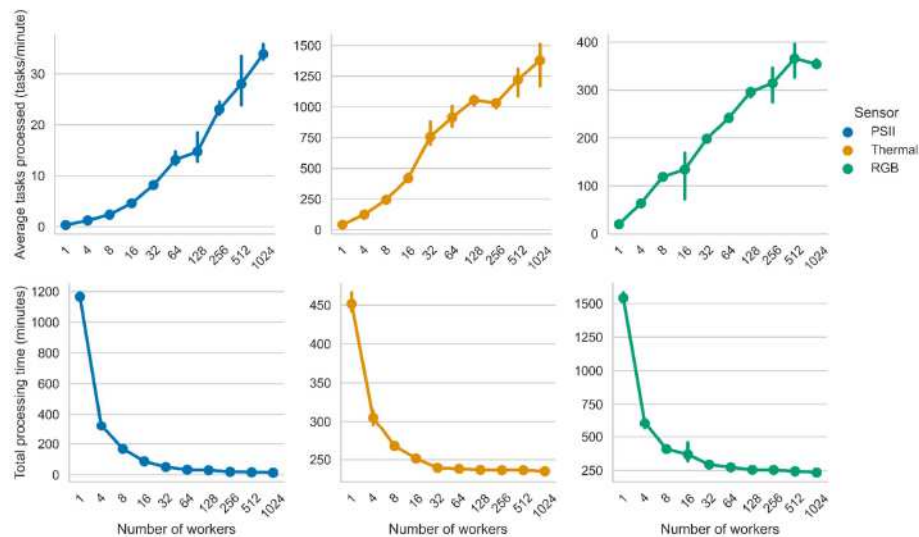 Average tasks processed (tasks/minute)
30
20
10
0
1 4 8 16 32 64 128 256 512 1024
1500
1250
1000
750
500
250
0
1 4 8 16 32 64 128 256 512 1024
400
300
200
100
0
1 4 8 16 32 64 128 256 512 1024
Sensor
PSII
Thermal
RGB
Total processing time (minutes)
1200
1000
800
600
400
200
0
1 4 8 16 32 64 128 256 512 1024
Number of workers
450
400
350
300
250
1 4 8 16 32 64 128 256 512 1024
Number of workers
1500
1250
1000
750
500
250
1 4 8 16 32 64 128 256 512 1024
Number of workers